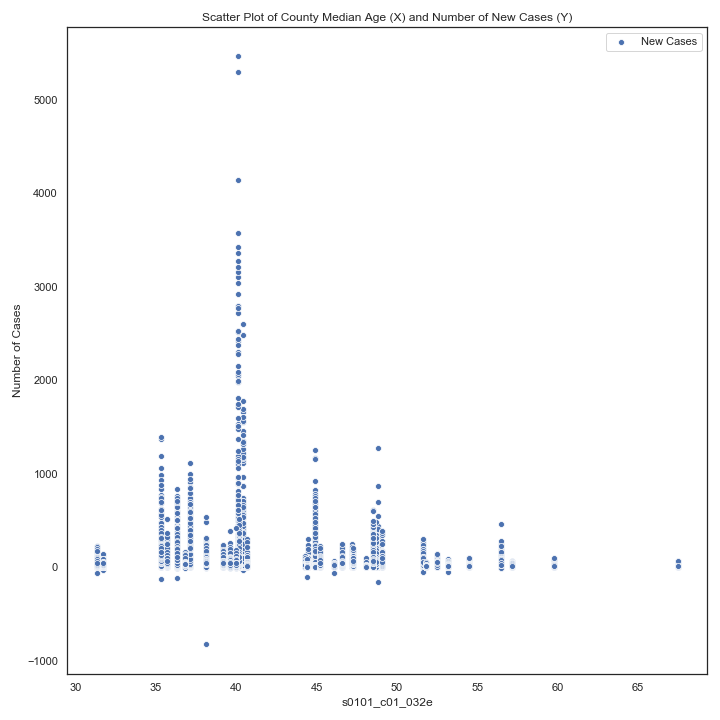 Scatter Plot of County Median Age (X) and Number of New Cases (Y)
New Cases
Number of Cases
5000
4000
3000
2000
1000
0
−1000
30 35 40 45 50 55 60 65
s0101_c01_032e